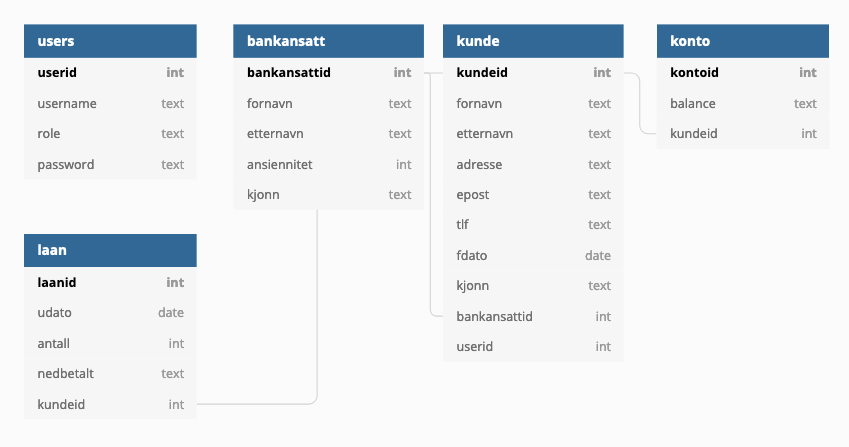 users
userid int
username text
role text
password text
bankansatt
bankansattid int
fornavn text
etternavn text
ansiennitet int
kjonn text
kunde
kundeid int
fornavn text
etternavn text
adresse text
epost text
tlf text
fdato date
kjonn text
bankansattid int
userid int
konto
kontoid int
balance text
kundeid int
laan
laanid int
udato date
antall int
nedbetalt text
kundeid int